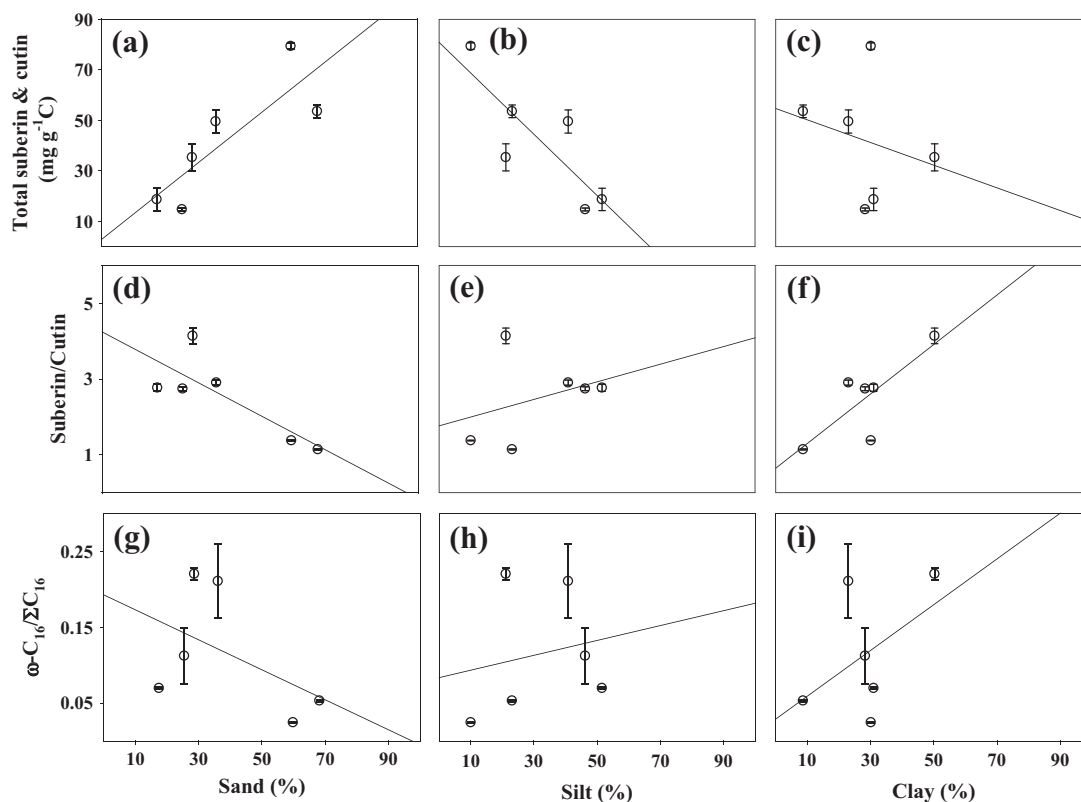 Total suberin & cutin
(mg g⁻¹C)
90
70
50
30
10
(a)
(b)
(c)
Suberin/Cutin
5
3
1
(d)
(e)
(f)
ω-C₁₆/ΣC₁₆
0.25
0.15
0.05
(g)
(h)
(i)
10 30 50 70 90
10 30 50 70 90
10 30 50 70 90
Sand (%)
Silt (%)
Clay (%)